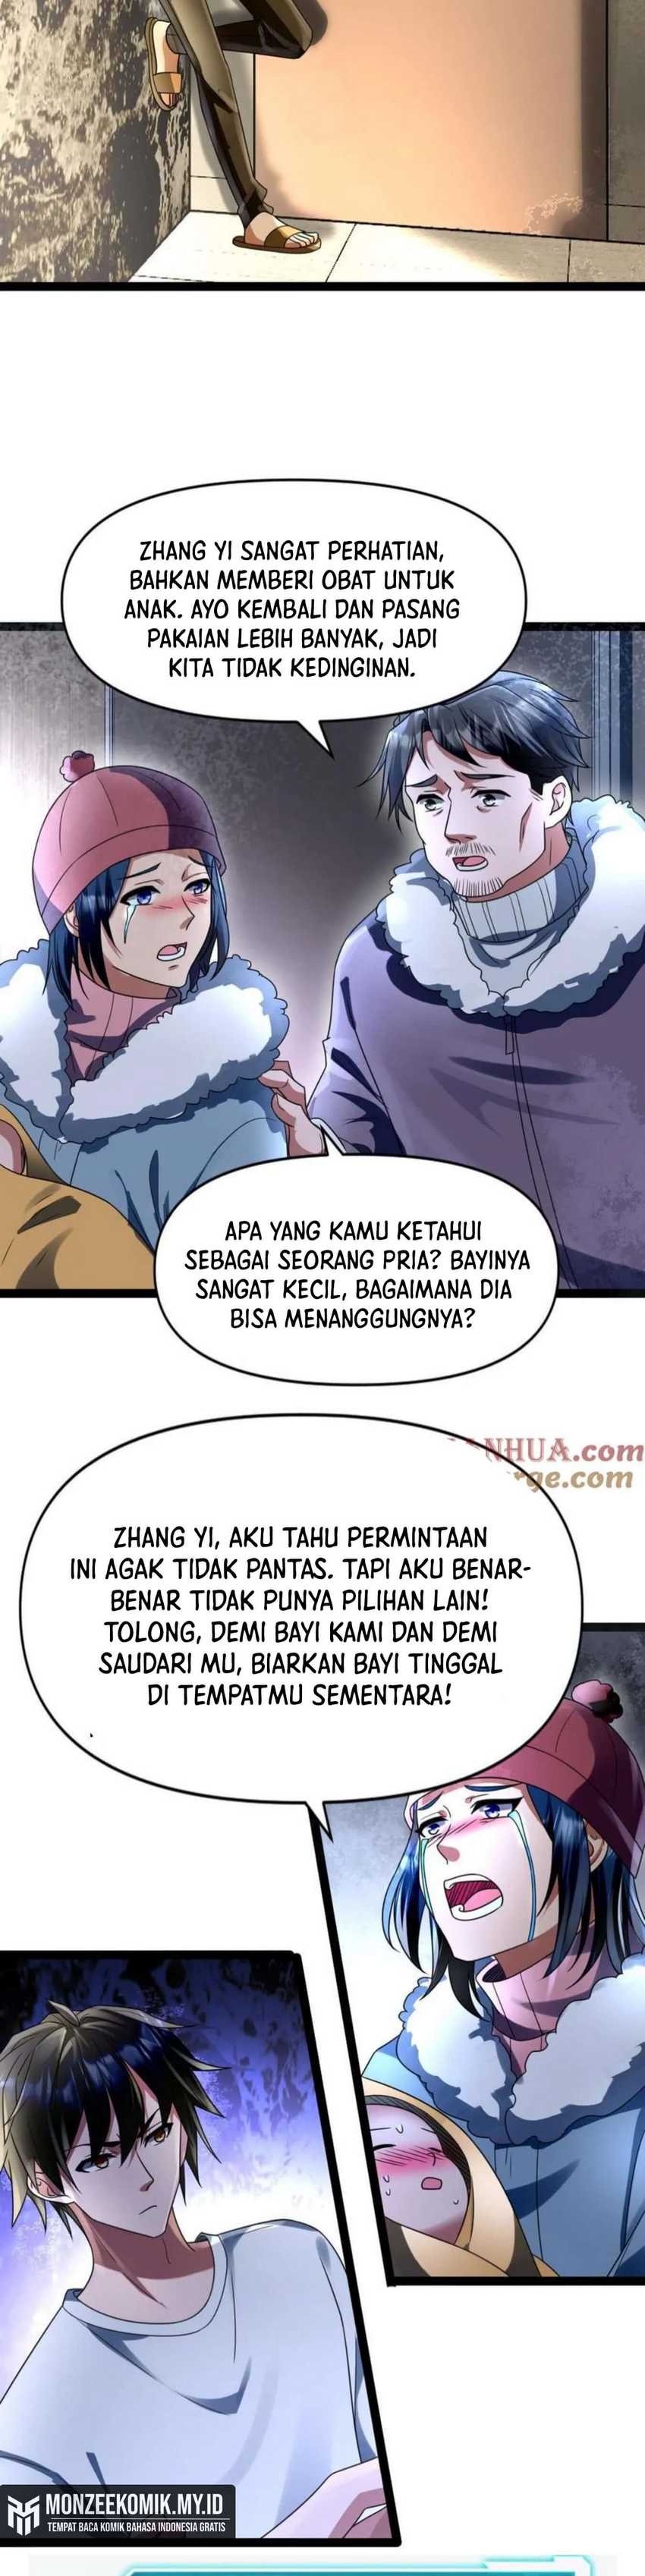 ZHANG YI SANGAT PERHATIAN,
BAHKAN MEMBERI OBAT UNTUK
ANAK. AYO KEMBALI DAN PASANG
PAKAIAN LEBIH BANYAK, JADI
KITA TIDAK KEDINGINAN.
APA YANG KAMU KETAHUI
SEBAGAI SEORANG PRIA? BAYINYA
SANGAT KECIL, BAGAIMANA DIA
BISA MENANGGUNGNYA?
NHUA.com
rge.com
ZHANG YI, AKU TAHU PERMINTAAN
INI AGAK TIDAK PANTAS. TAPI AKU BENAR-
BENAR TIDAK PUNYA PILIHAN LAIN!
TOLONG, DEMI BAYI KAMI DAN DEMI
SAUDARI MU, BIARKAN BAYI TINGGAL
DI TEMPATMU SEMENTARA!
MONZEEKOMIK.MY.ID
TEMPAT BACA KOMIK BAHASA INDONESIA GRATIS